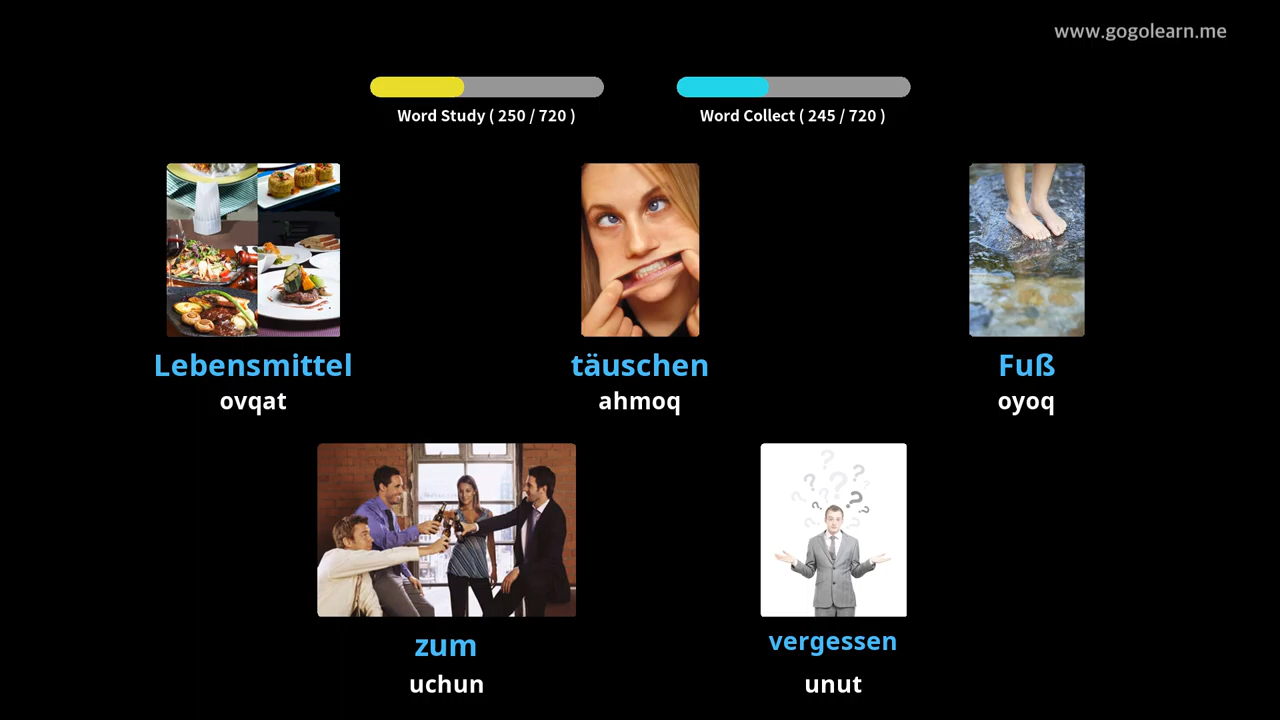 www.gogolearn.me
Word Study ( 250 / 720 )
Word Collect ( 245 / 720 )
Lebensmittel
ovqat
täuschen
ahmoq
Fuß
oyoq
zum
uchun
vergessen
unut